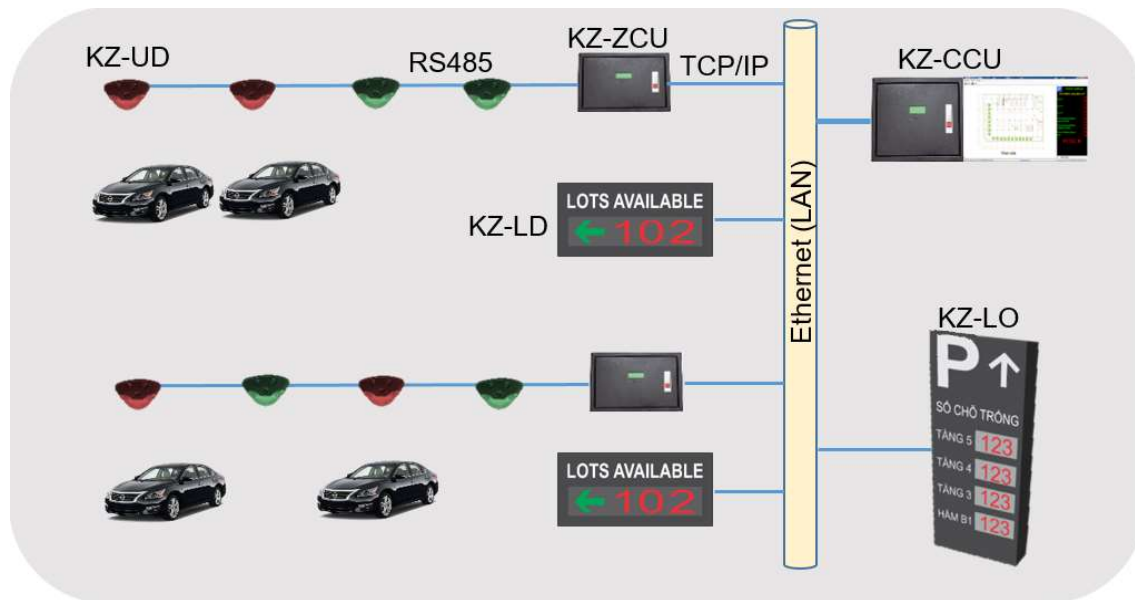 KZ-UD
RS485
KZ-ZCU
TCP/IP
KZ-CCU
LOTS AVAILABLE
← 102
KZ-LD
Ethernet (LAN)
KZ-LO
P ↑
SỐ CHỖ TRỐNG
TẦNG 5 123
TẦNG 4 123
TẦNG 3 123
HẦM B1 123
LOTS AVAILABLE
← 102